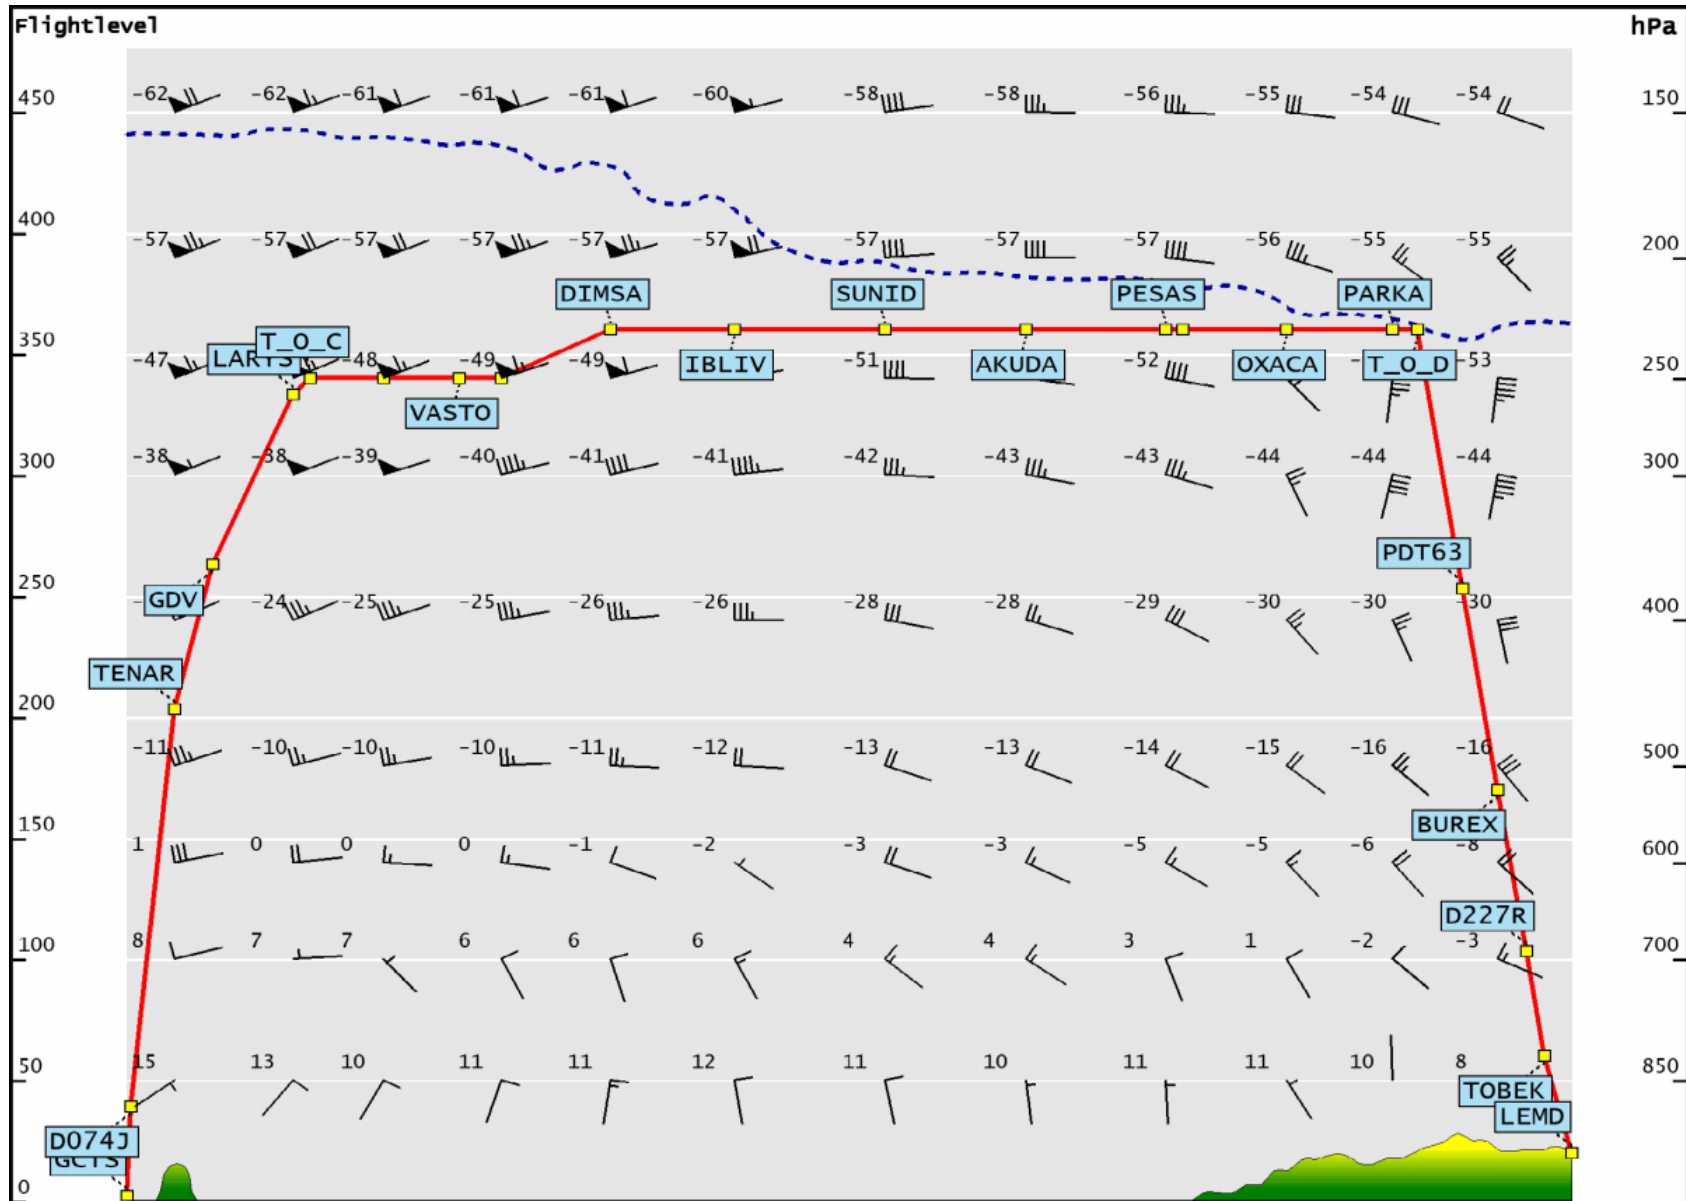 Flightlevel hPa
-62 -62 -61 -61 -61 -60 -58 -58 -56 -55 -54 -54
450 150
400 -57 -57 -57 -57 -57 -57 -57 -57 -57 -56 -55 -55 200
DIMSA SUNID PESAS PARKA
T_O_C
350 -47 LARYS -48 -49 -49 IBLIV -51 AKUDA -52 OXACA T_O_D -53 250
VASTO
300 -38 -38 -39 -40 -41 -41 -42 -43 -43 -44 -44 -44 300
PDT63
250 GDV -24 -25 -25 -26 -26 -28 -28 -29 -30 -30 -30 400
TENAR
200
-11 -10 -10 -10 -11 -12 -13 -13 -14 -15 -16 -16 500
150 BUREX
1 0 0 0 -1 -2 -3 -3 -5 -5 -6 -8 600
D227R
100 8 7 7 6 6 6 4 4 3 1 -2 -3 700
50 15 13 10 11 11 12 11 10 11 11 10 8 850
TOBEK
LEMD
D074J
GCTS
0